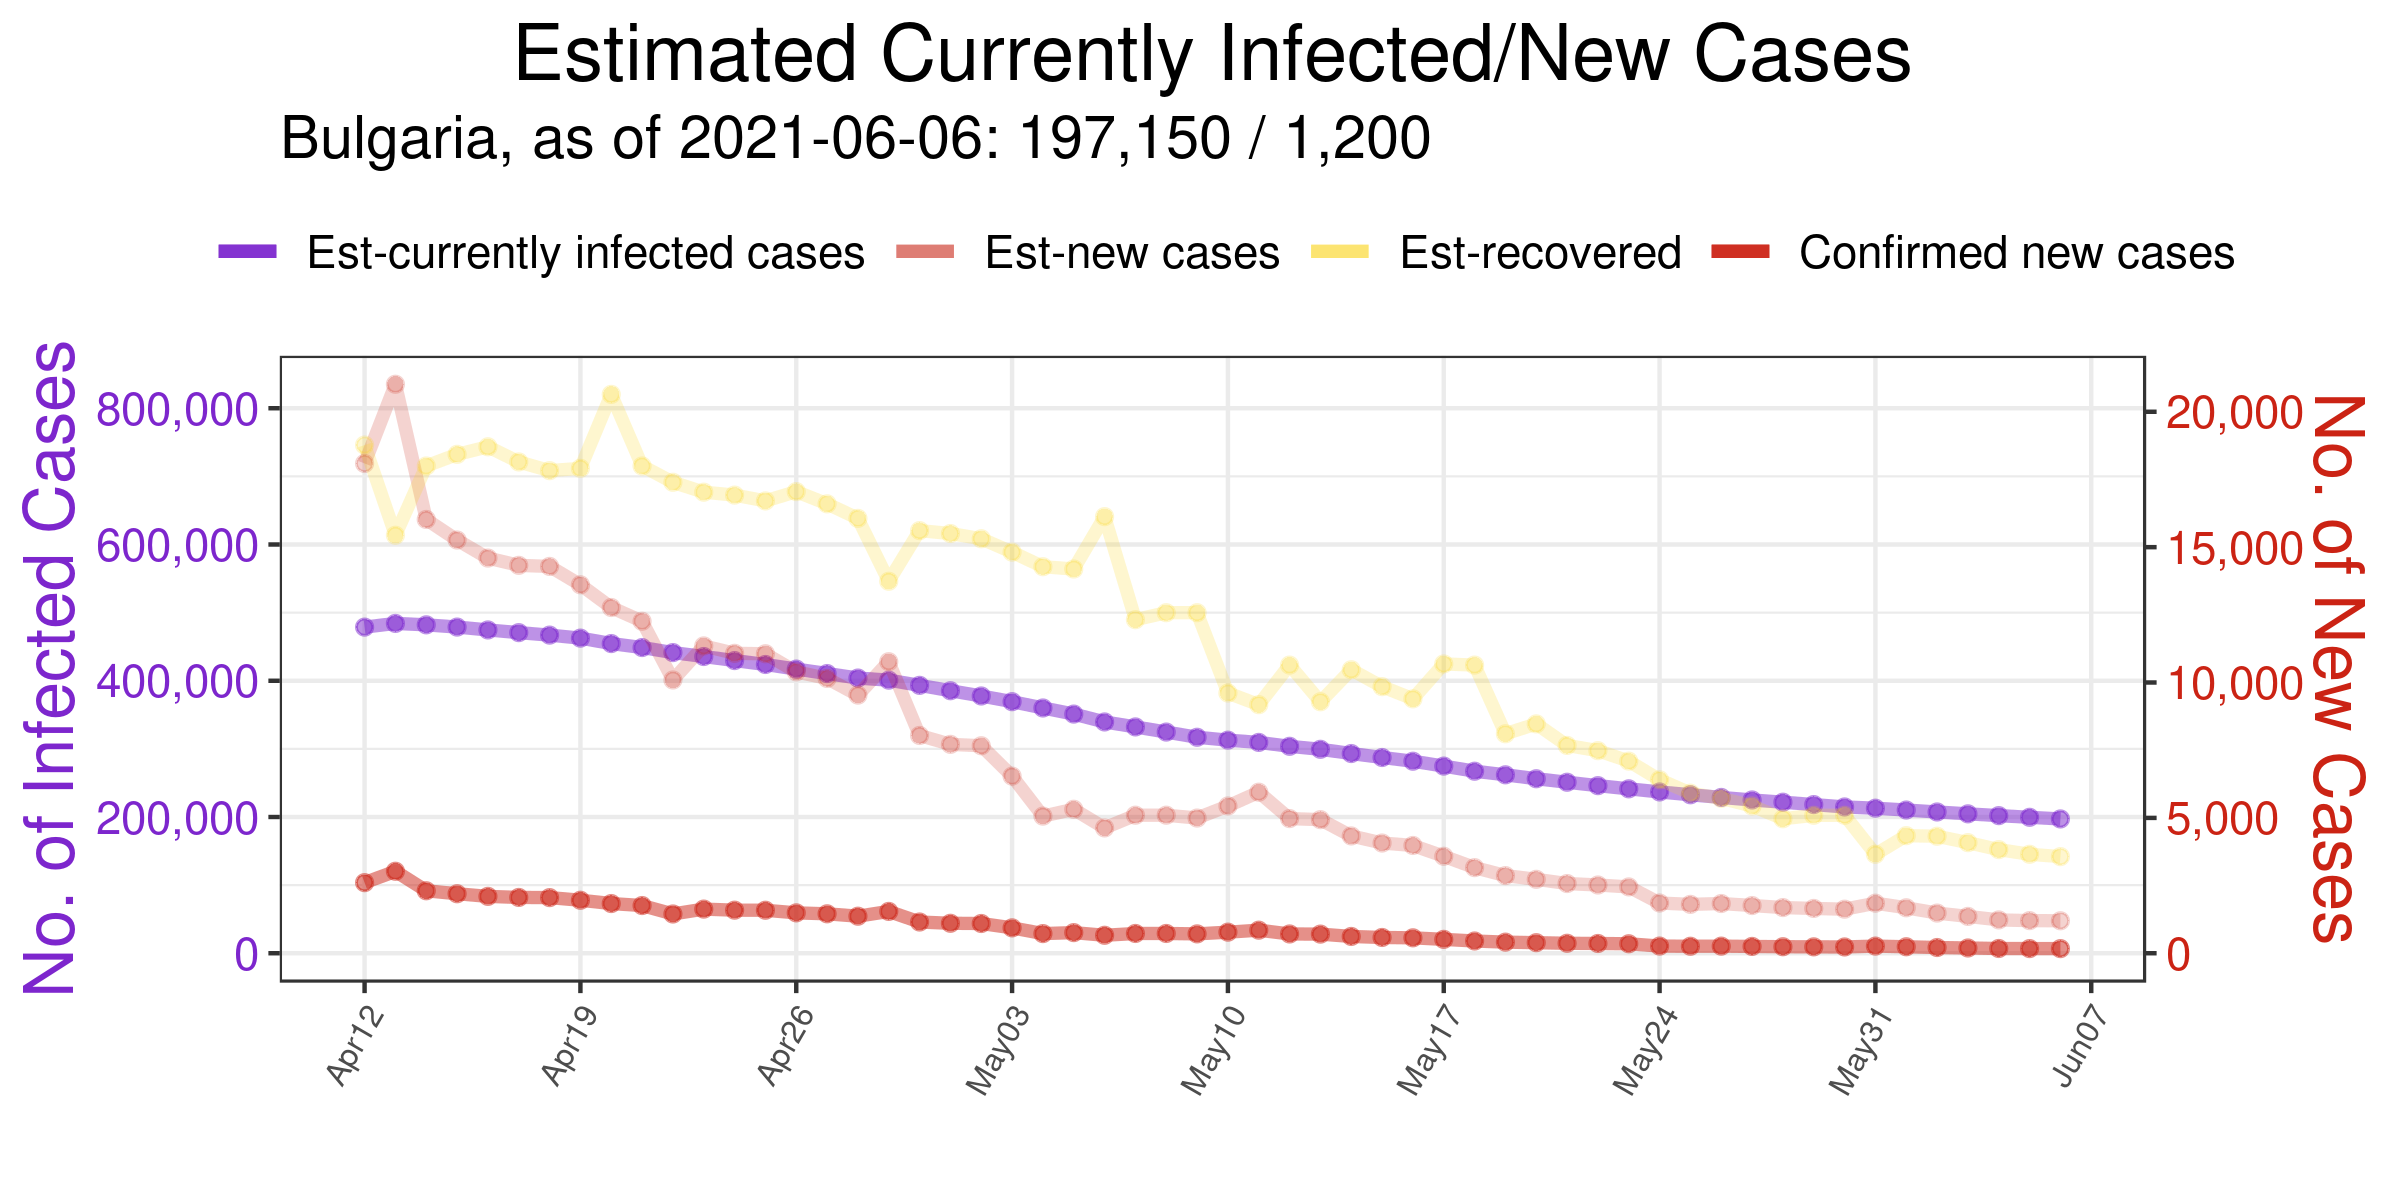 Estimated Currently Infected/New Cases
Bulgaria, as of 2021-06-06: 197,150 / 1,200
Est-currently infected cases Est-new cases Est-recovered Confirmed new cases
No. of Infected Cases
800,000
600,000
400,000
200,000
0
20,000
15,000
10,000
5,000
0
No. of New Cases
Apr12 Apr19 Apr26 May03 May10 May17 May24 May31 Jun07